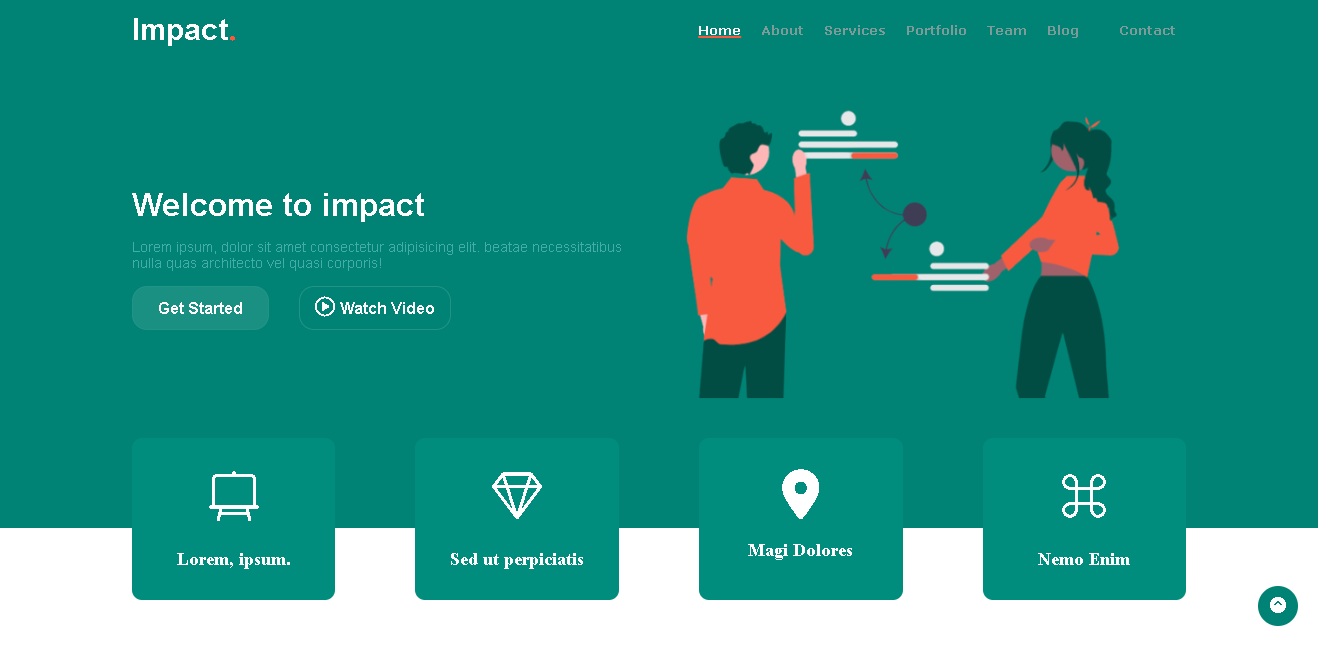 Impact.
Home About Services Portfolio Team Blog Contact
Welcome to impact
Lorem ipsum, dolor sit amet consectetur adipisicing elit. beatae necessitatibus
nulla quas architecto vel quasi corporis!
Get Started
Watch Video
Lorem, ipsum.
Sed ut perpiciatis
Magi Dolores
Nemo Enim